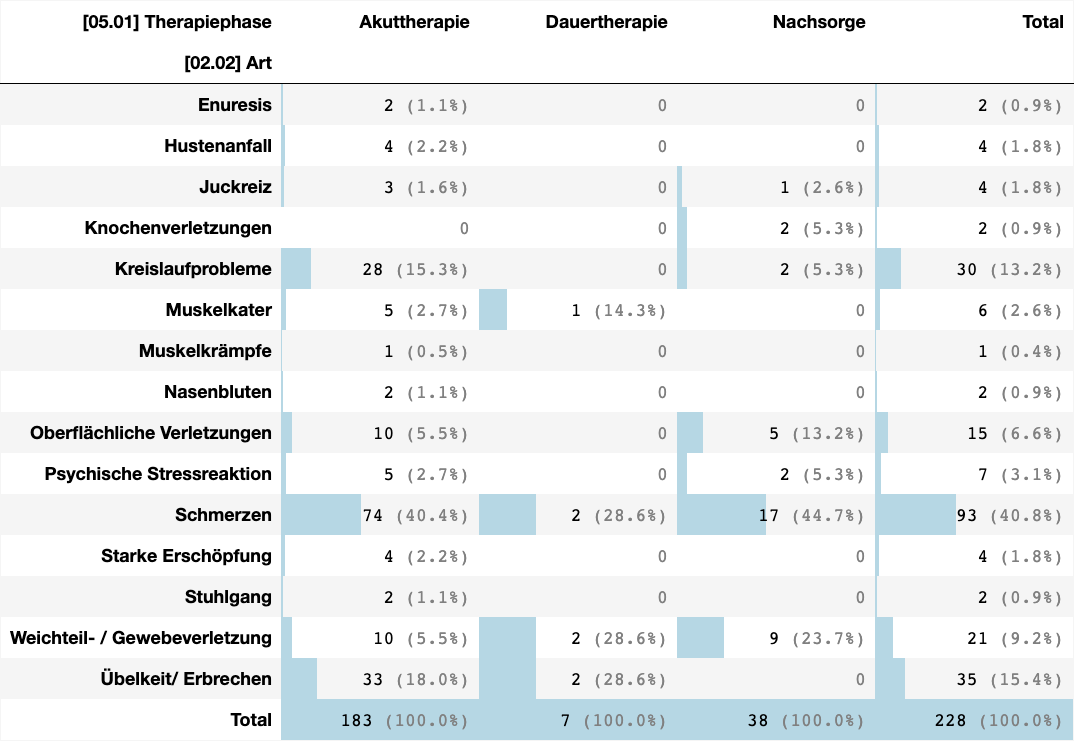 [05.01] Therapiephase Akuttherapie Dauertherapie Nachsorge Total
[02.02] Art
Enuresis 2 (1.1%) 0 0 2 (0.9%)
Hustenanfall 4 (2.2%) 0 0 4 (1.8%)
Juckreiz 3 (1.6%) 0 1 (2.6%) 4 (1.8%)
Knochenverletzungen 0 0 2 (5.3%) 2 (0.9%)
Kreislaufprobleme 28 (15.3%) 0 2 (5.3%) 30 (13.2%)
Muskelkater 5 (2.7%) 1 (14.3%) 0 6 (2.6%)
Muskelkrämpfe 1 (0.5%) 0 0 1 (0.4%)
Nasenbluten 2 (1.1%) 0 0 2 (0.9%)
Oberflächliche Verletzungen 10 (5.5%) 0 5 (13.2%) 15 (6.6%)
Psychische Stressreaktion 5 (2.7%) 0 2 (5.3%) 7 (3.1%)
Schmerzen 74 (40.4%) 2 (28.6%) 17 (44.7%) 93 (40.8%)
Starke Erschöpfung 4 (2.2%) 0 0 4 (1.8%)
Stuhlgang 2 (1.1%) 0 0 2 (0.9%)
Weichteil- / Gewebeverletzung 10 (5.5%) 2 (28.6%) 9 (23.7%) 21 (9.2%)
Übelkeit/ Erbrechen 33 (18.0%) 2 (28.6%) 0 35 (15.4%)
Total 183 (100.0%) 7 (100.0%) 38 (100.0%) 228 (100.0%)